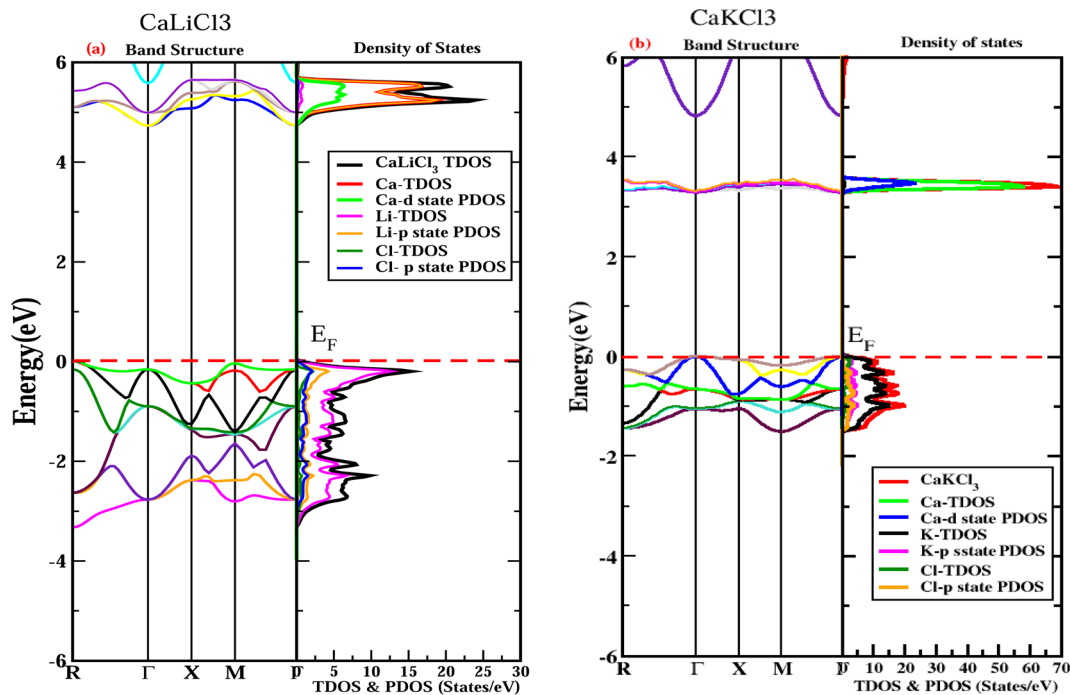 CaLiCl3
(a)
Band Structure
Density of States
6
4
2
0
-2
-4
-6
Energy(eV)
E_F
CaLiCl₃ TDOS
Ca-TDOS
Ca-d state PDOS
Li-TDOS
Li-p state PDOS
Cl-TDOS
Cl- p state PDOS
R Γ X M Γ
5 10 15 20 25 30
TDOS & PDOS (States/eV)
CaKCl3
(b)
Band Structure
Density of states
6
4
2
0
-2
-4
-6
Energy(eV)
E_F
CaKCl₃
Ca-TDOS
Ca-d state PDOS
K-TDOS
K-p sstate PDOS
Cl-TDOS
Cl-p state PDOS
R Γ X M
10 20 30 40 50 60 70
TDOS & PDOS (States/eV)